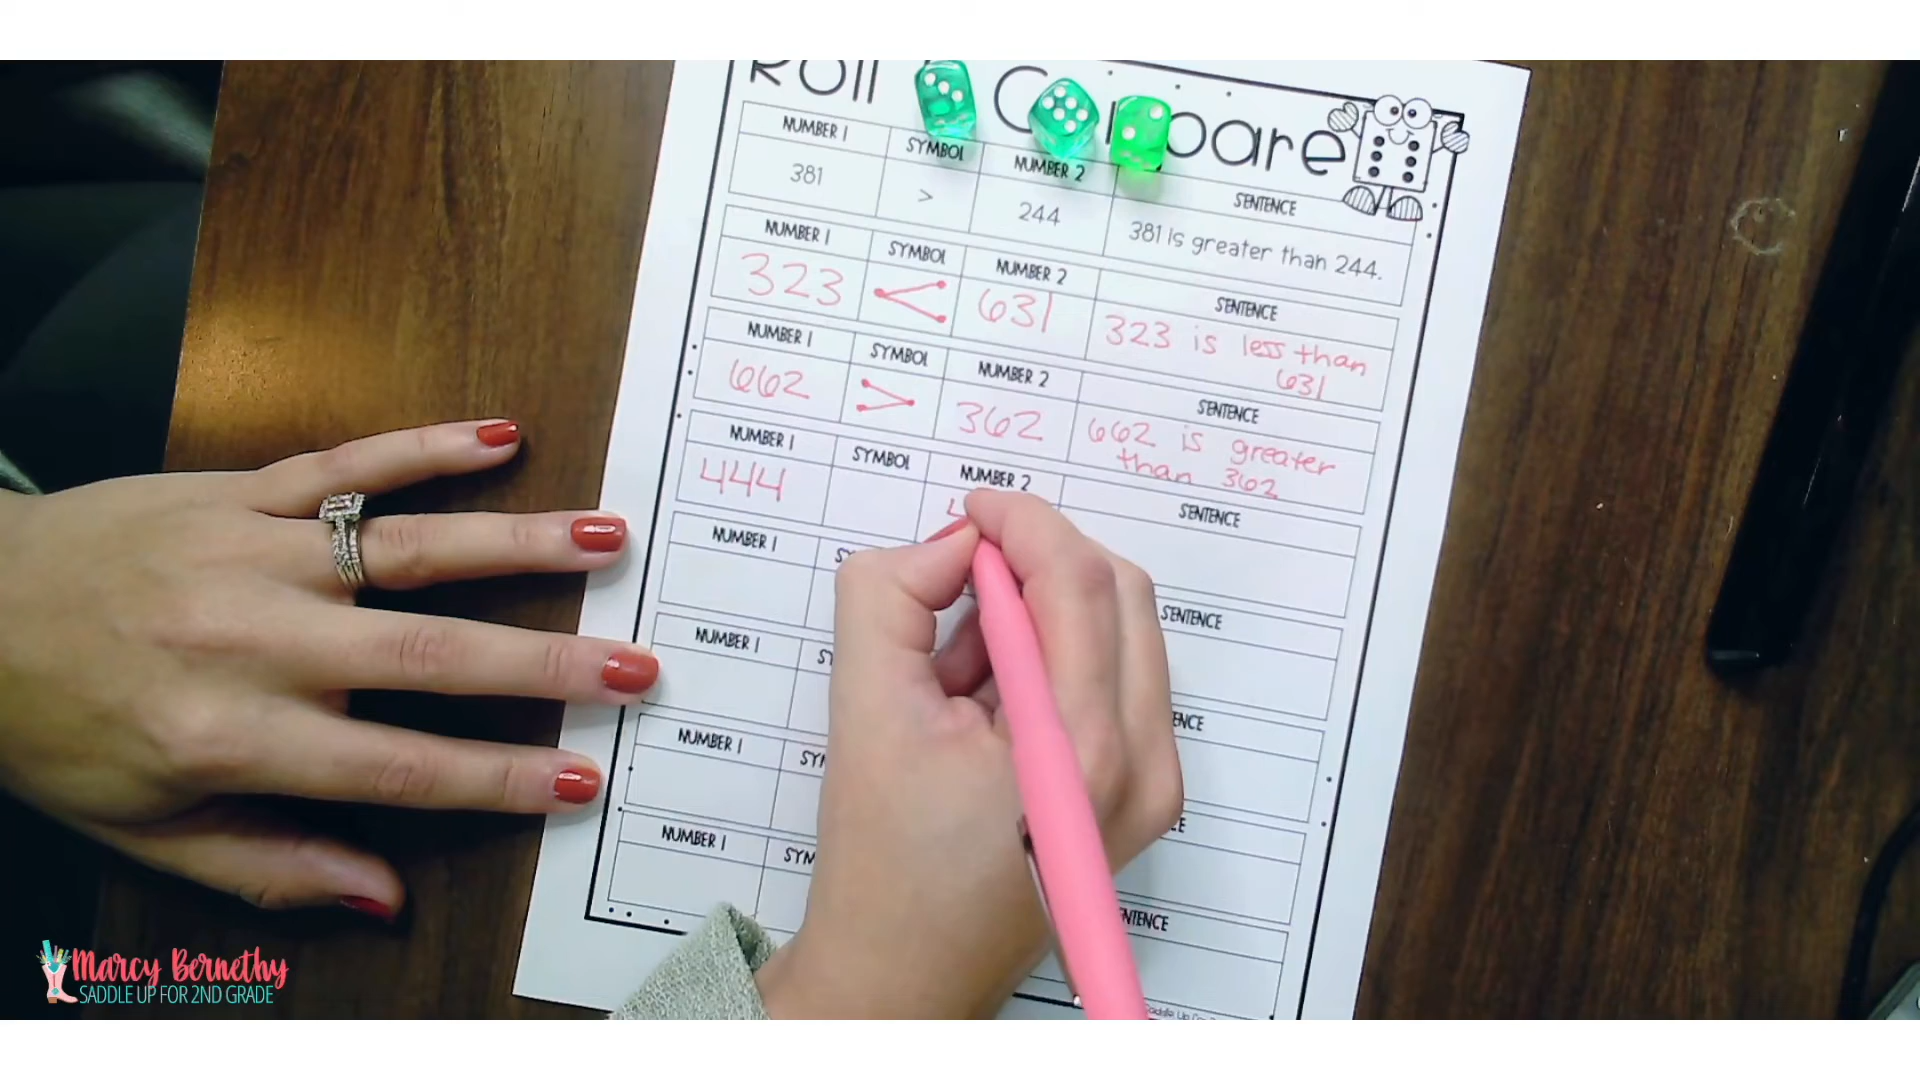 Roll
NUMBER 1 SYMBOL NUMBER 2 SENTENCE
381 > 244 381 is greater than 244.
NUMBER 1 SYMBOL NUMBER 2 SENTENCE
323 < 631 323 is less than
631
NUMBER 1 SYMBOL NUMBER 2 SENTENCE
662 > 362 662 is greater
than 362
NUMBER 1 SYMBOL NUMBER 2 SENTENCE
444 4
NUMBER 1 SENTENCE
NUMBER 1
NUMBER 1
NUMBER 1
MARCY BERNETHY
SADDLE UP FOR 2ND GRADE